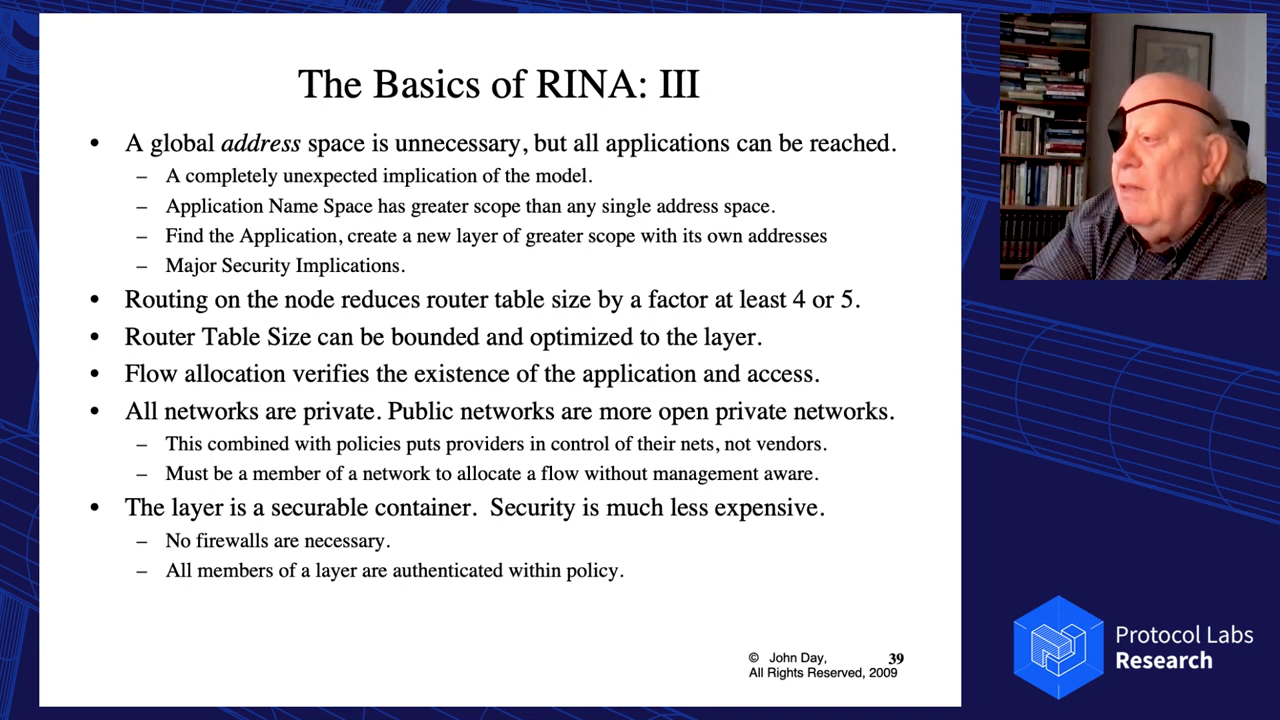 The Basics of RINA: III
• A global address space is unnecessary, but all applications can be reached.
– A completely unexpected implication of the model.
– Application Name Space has greater scope than any single address space.
– Find the Application, create a new layer of greater scope with its own addresses
– Major Security Implications.
• Routing on the node reduces router table size by a factor at least 4 or 5.
• Router Table Size can be bounded and optimized to the layer.
• Flow allocation verifies the existence of the application and access.
• All networks are private. Public networks are more open private networks.
– This combined with policies puts providers in control of their nets, not vendors.
– Must be a member of a network to allocate a flow without management aware.
• The layer is a securable container. Security is much less expensive.
– No firewalls are necessary.
– All members of a layer are authenticated within policy.
© John Day,
All Rights Reserved, 2009
39
Protocol Labs
Research